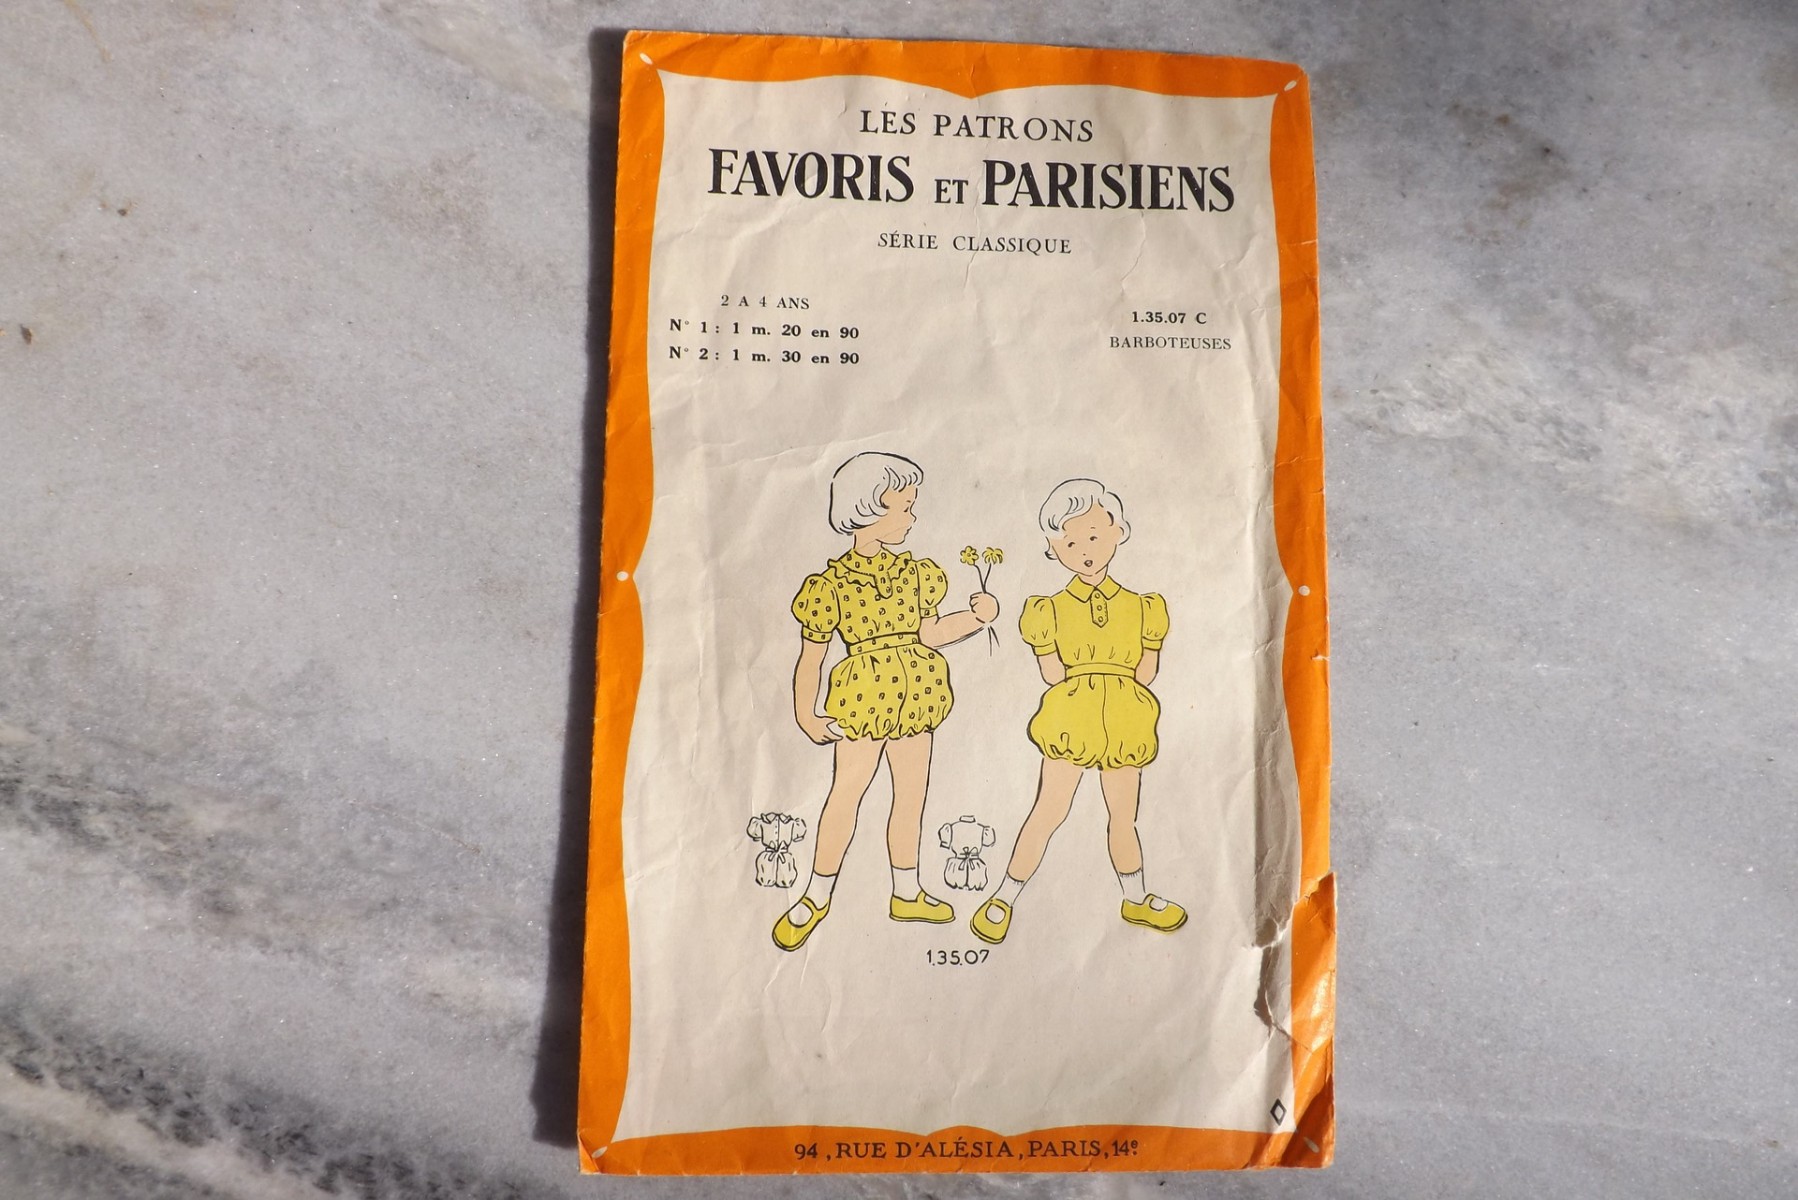 LES PATRONS
FAVORIS ET PARISIENS
SÉRIE CLASSIQUE
2 A 4 ANS
N° 1 : 1 m. 20 en 90
N° 2 : 1 m. 30 en 90
1.35.07 C
BARBOTEUSES
1.35.07
94, RUE D'ALÉSIA, PARIS, 14e.